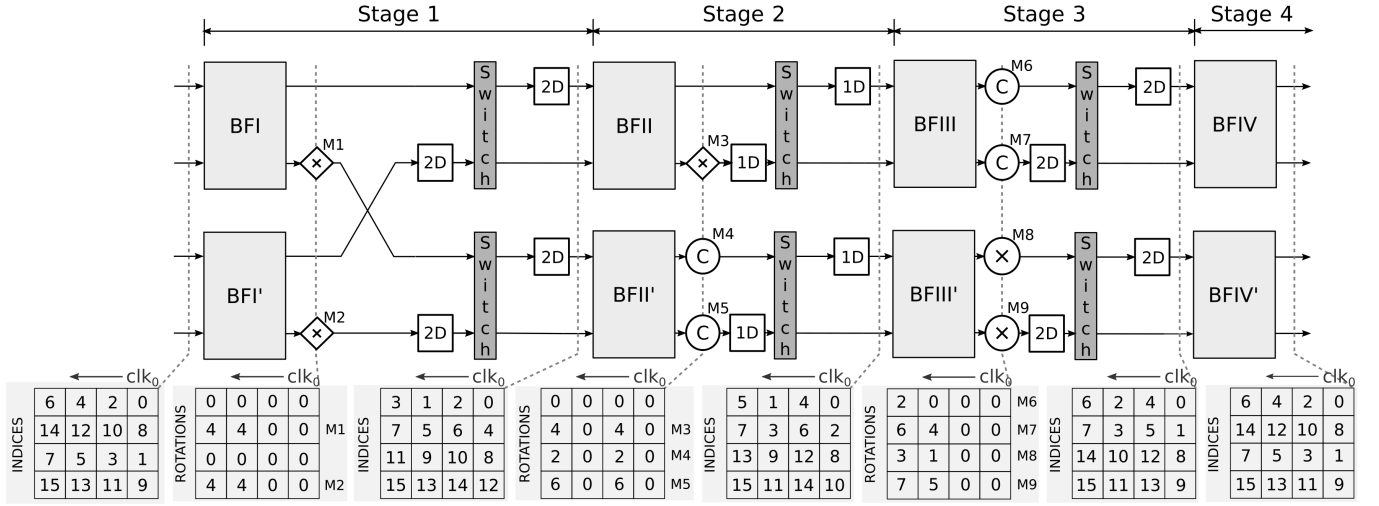 Stage 1 Stage 2 Stage 3 Stage 4
BFI Switch 2D BFII Switch 1D BFIII C M6 Switch 2D BFIV
× M1 2D × M3 1D C M7 2D
BFI' Switch 2D BFII' C M4 Switch 1D BFIII' × M8 Switch 2D BFIV'
× M2 2D C M5 1D × M9 2D
clk0 clk0 clk0 clk0 clk0 clk0 clk0 clk0
INDICES
6 4 2 0
14 12 10 8
7 5 3 1
15 13 11 9
ROTATIONS
0 0 0 0
4 4 0 0 M1
0 0 0 0
4 4 0 0 M2
INDICES
3 1 2 0
7 5 6 4
11 9 10 8
15 13 14 12
ROTATIONS
0 0 0 0
4 0 4 0 M3
2 0 2 0 M4
6 0 6 0 M5
INDICES
5 1 4 0
7 3 6 2
13 9 12 8
15 11 14 10
ROTATIONS
2 0 0 0 M6
6 4 0 0 M7
3 1 0 0 M8
7 5 0 0 M9
INDICES
6 2 4 0
7 3 5 1
14 10 12 8
15 11 13 9
INDICES
6 4 2 0
14 12 10 8
7 5 3 1
15 13 11 9